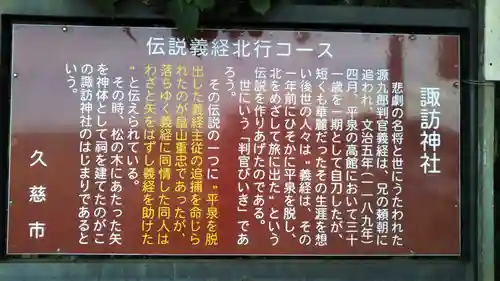 伝説義経北行コース
諏訪神社
悲劇の名将と世にうたわれた
源九郎判官義経は、兄の頼朝に
追われ、文治五年(一一八九年)
四月、平泉の高館において三十
一歳を一期として自刀したが、
短くも華麗だったその生涯を想
い後世の人々は〝義経は、その
一年前にひそかに平泉を脱し、
北をめざして旅に出た〟という
伝説を作りあげたのである。
世にいう「判官びいき」であ
ろう。
その伝説の一つに〝平泉を脱
出した義経主従の追捕を命じら
れたのが畠山重忠であったが、
落ちゆく義経に同情した同人は
わざと矢をはずし義経を助けた
〟と伝えられている。
その時、松の木にあたった矢
を神体として祠を建てたのがこ
の諏訪神社のはじまりであると
いう。
久慈市